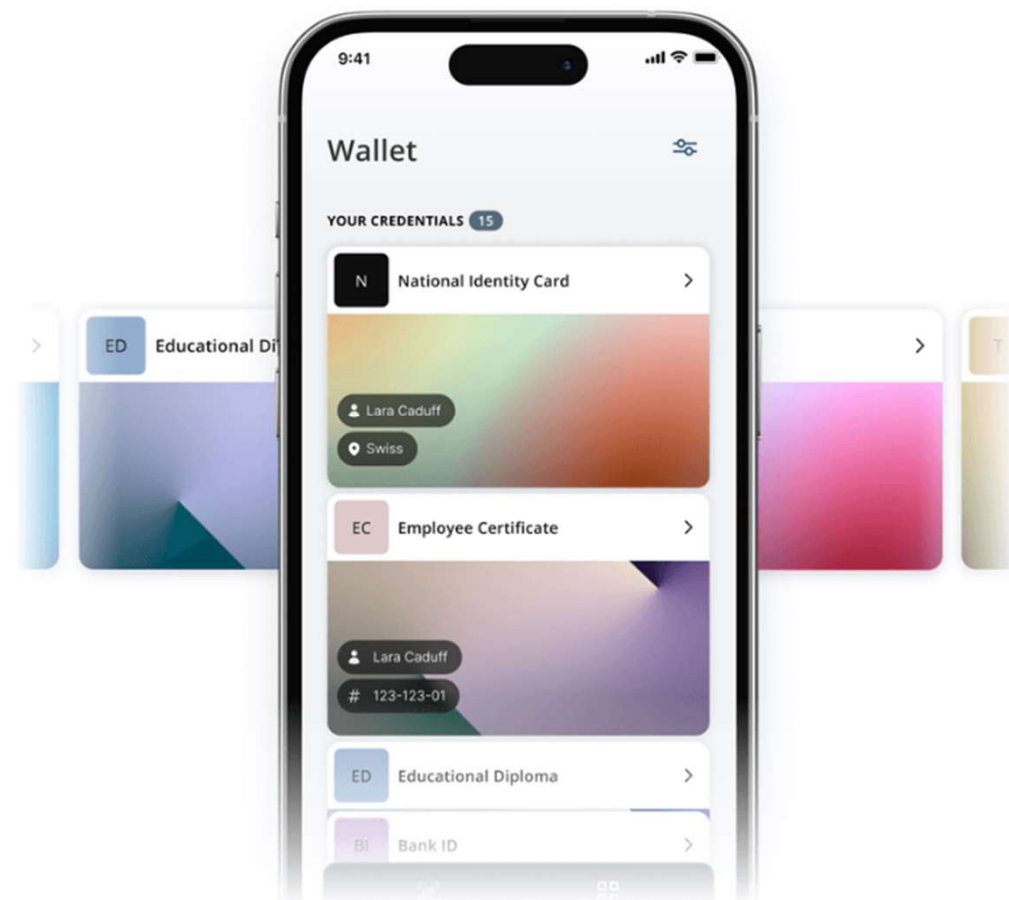 9:41
Wallet
YOUR CREDENTIALS 15
N National Identity Card
Lara Caduff
Swiss
ED Educational Di
T
EC Employee Certificate
Lara Caduff
# 123-123-01
ED Educational Diploma
BI Bank ID